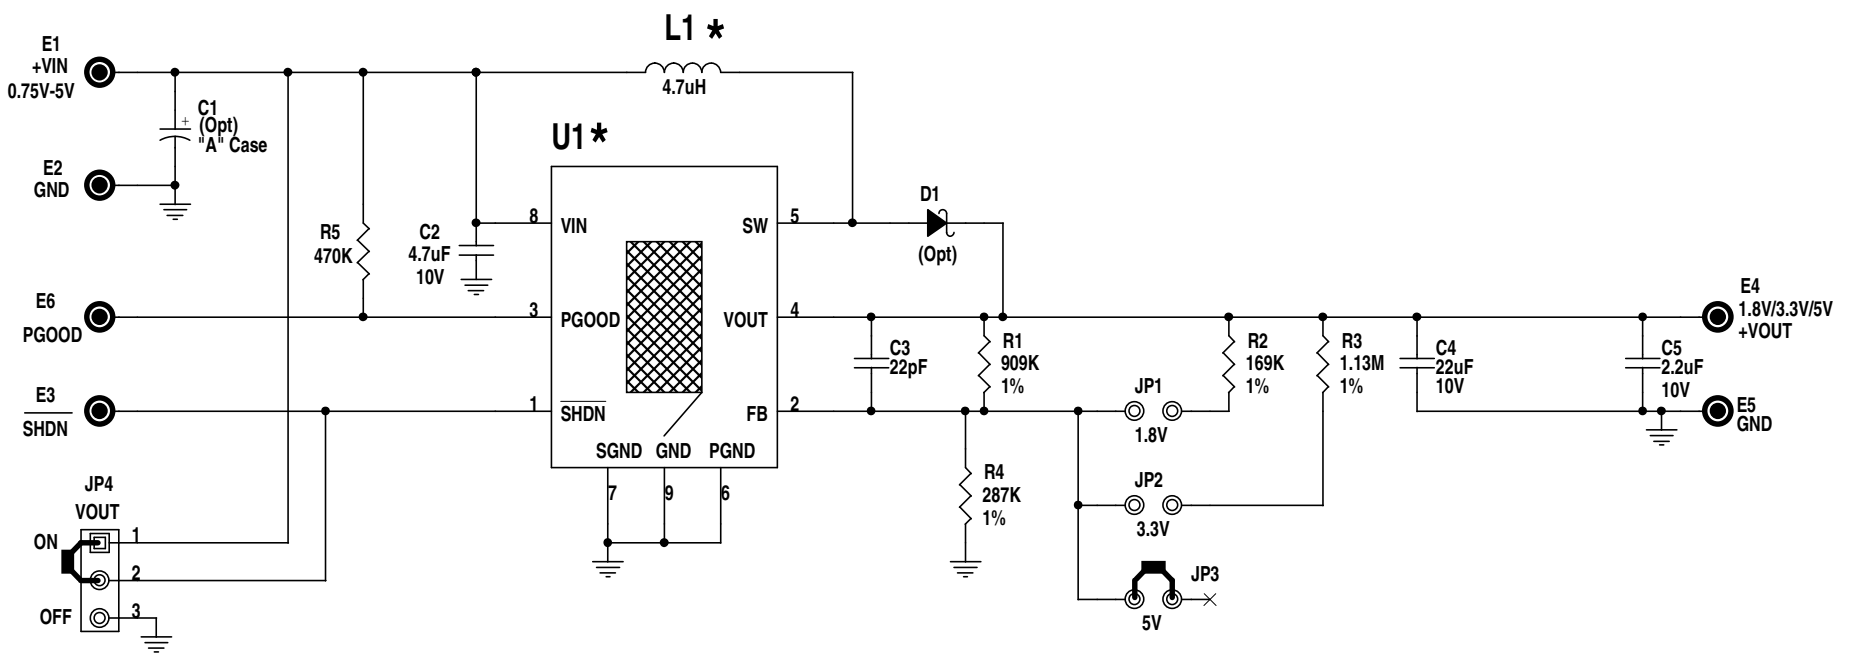 L1 *
4.7uH
E1
+VIN
0.75V-5V
C1
+
(Opt)
"A" Case
U1*
E2
GND
D1
(Opt)
R5
470K
C2
4.7uF
10V
8
VIN
SW
5
E6
PGOOD
3
PGOOD
VOUT
4
E4
1.8V/3.3V/5V
+VOUT
C3
22pF
R1
909K
1%
R2
169K
1%
R3
1.13M
1%
C4
22uF
10V
C5
2.2uF
10V
E3
SHDN
1
SHDN
FB
2
JP1
1.8V
E5
GND
SGND
GND
PGND
7
9
6
R4
287K
1%
JP2
3.3V
JP4
VOUT
ON
1
2
OFF
3
JP3
5V